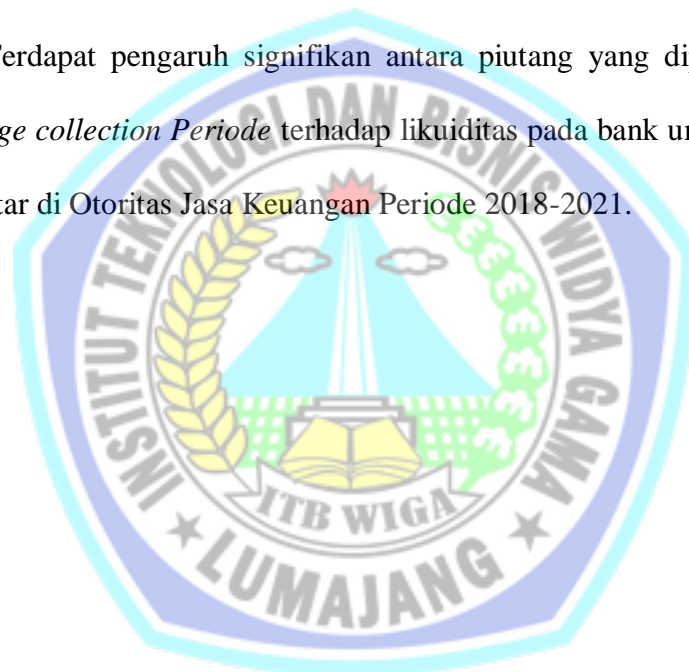 erdapat pengaruh signifikan antara piutang yang di
ge collection Periode terhadap likuiditas pada bank u
tar di Otoritas Jasa Keuangan Periode 2018-2021.
INSTITUT TEKNOLOGI DAN BISNIS WIDYA GAMA
ITB WIGA
LUMAJANG